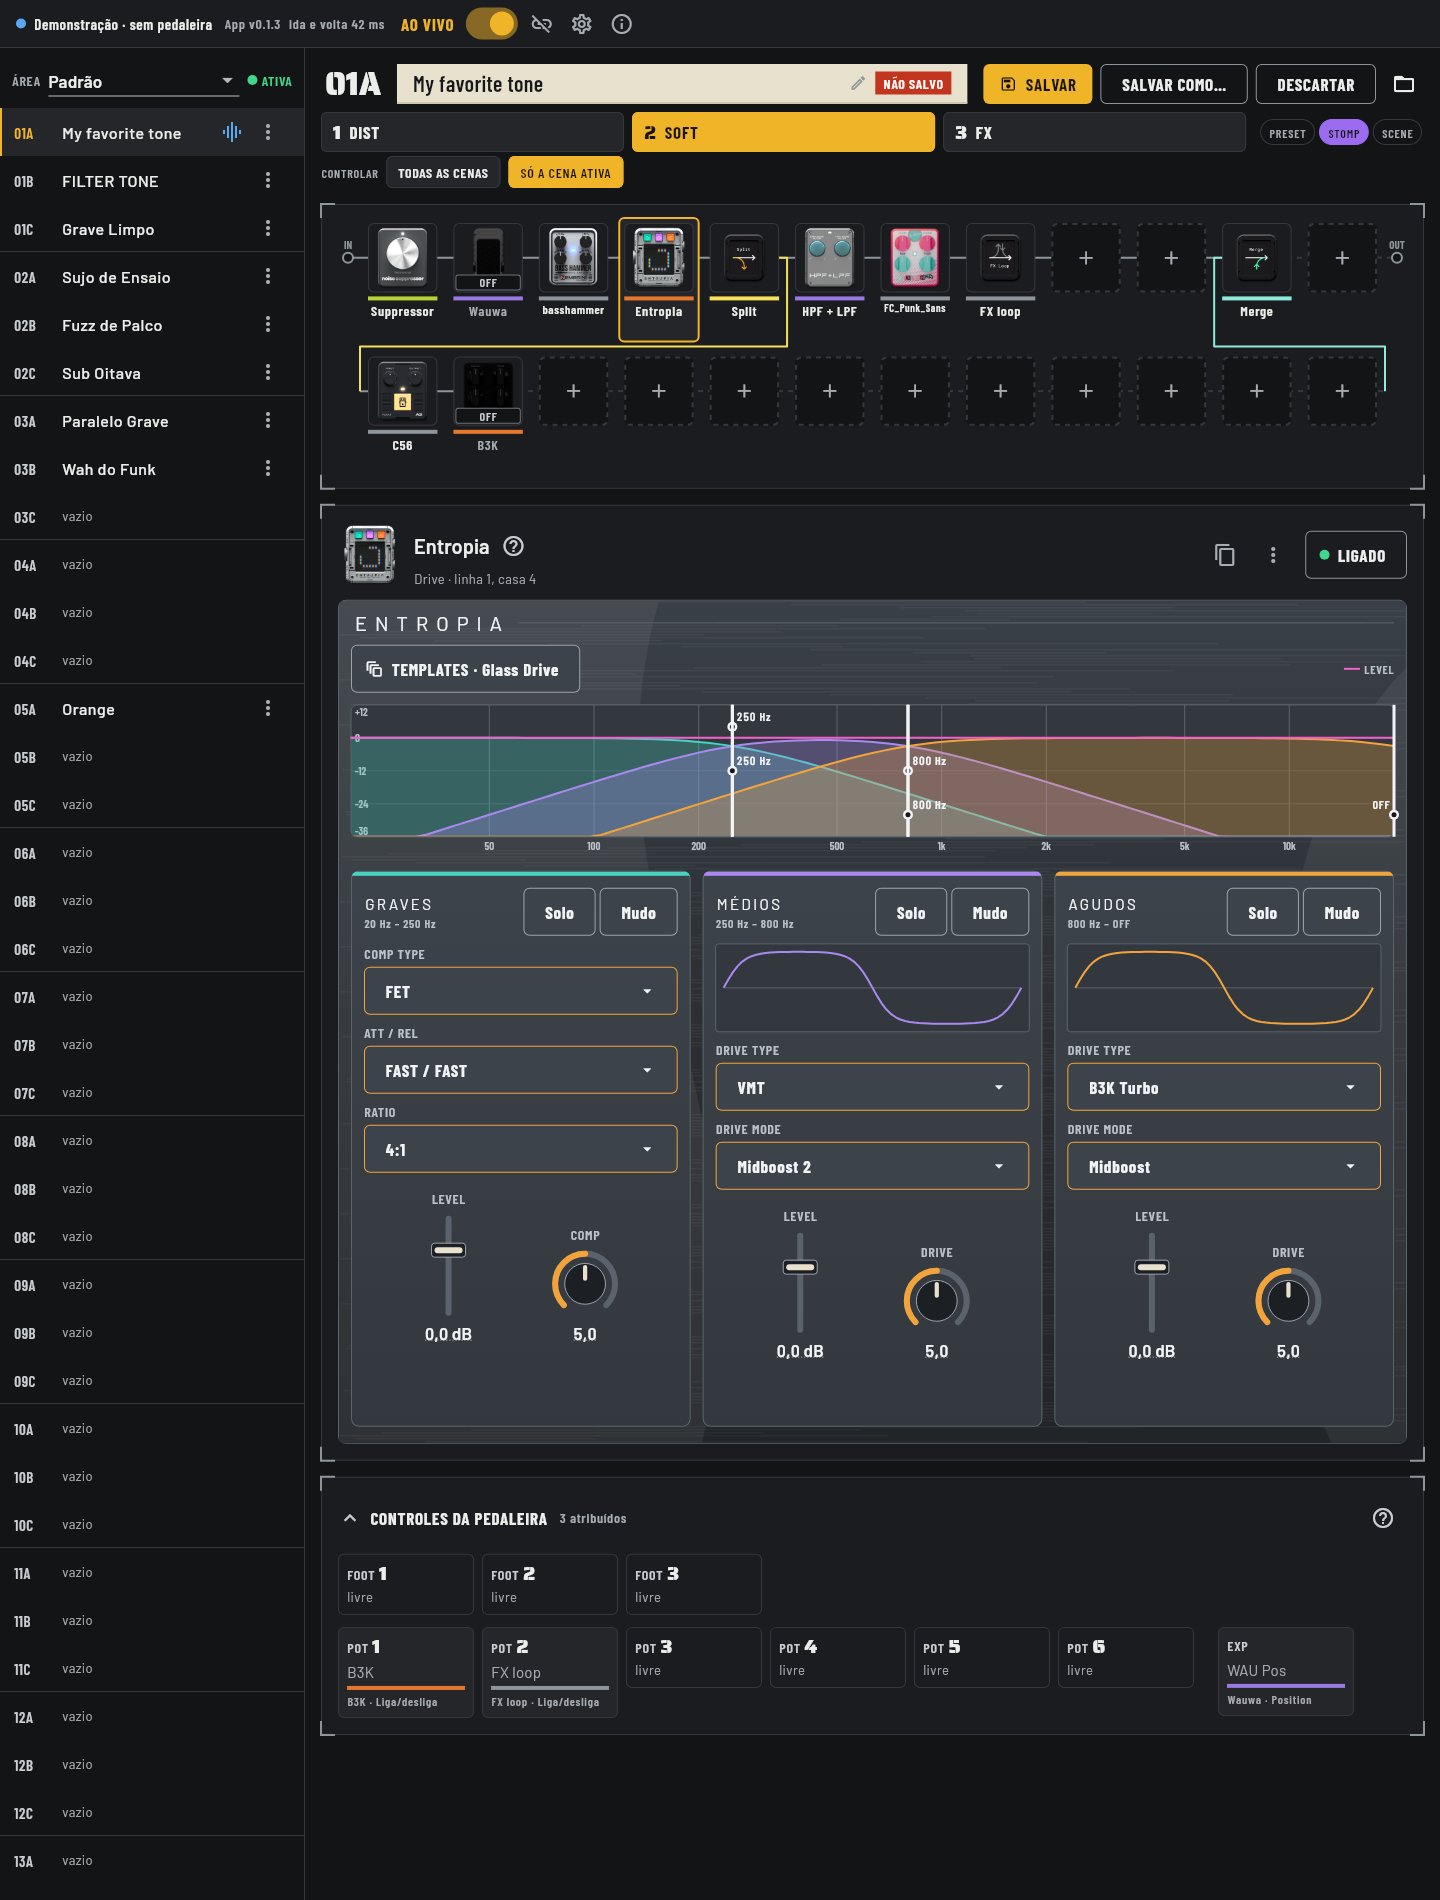 Demonstração · sem pedaleira App v0.1.3 Ida e volta 42 ms AO VIVO
ÁREA Padrão ATIVA
01A My favorite tone
01B FILTER TONE
01C Grave Limpo
02A Sujo de Ensaio
02B Fuzz de Palco
02C Sub Oitava
03A Paralelo Grave
03B Wah do Funk
03C vazio
04A vazio
04B vazio
04C vazio
05A Orange
05B vazio
05C vazio
06A vazio
06B vazio
06C vazio
07A vazio
07B vazio
07C vazio
08A vazio
08B vazio
08C vazio
09A vazio
09B vazio
09C vazio
10A vazio
10B vazio
10C vazio
11A vazio
11B vazio
11C vazio
12A vazio
12B vazio
12C vazio
13A vazio
01A My favorite tone NÃO SALVO SALVAR SALVAR COMO... DESCARTAR
1 DIST 2 SOFT 3 FX PRESET STOMP SCENE
CONTROLAR TODAS AS CENAS SÓ A CENA ATIVA
IN OUT
Split FX Loop Merge
OFF
HPF+LPF
Suppressor Wauwa basshammer Entropia Split HPF + LPF FC_Punk_Sans FX loop Merge
OFF
C56 B3K
Entropia
Drive · linha 1, casa 4
LIGADO
ENTROPIA
TEMPLATES · Glass Drive LEVEL
+12
0
-12
-24
-36
250 Hz
250 Hz
800 Hz
800 Hz
OFF
50 100 200 500 1k 2k 5k 10k
GRAVES Solo Mudo
20 Hz – 250 Hz
COMP TYPE
FET
ATT / REL
FAST / FAST
RATIO
4:1
LEVEL COMP
0,0 dB 5,0
MÉDIOS Solo Mudo
250 Hz – 800 Hz
DRIVE TYPE
VMT
DRIVE MODE
Midboost 2
LEVEL DRIVE
0,0 dB 5,0
AGUDOS Solo Mudo
800 Hz – OFF
DRIVE TYPE
B3K Turbo
DRIVE MODE
Midboost
LEVEL DRIVE
0,0 dB 5,0
CONTROLES DA PEDALEIRA 3 atribuídos
FOOT 1 FOOT 2 FOOT 3
livre livre livre
POT 1 POT 2 POT 3 POT 4 POT 5 POT 6 EXP
B3K FX loop livre livre livre livre WAU Pos
B3K · Liga/desliga FX loop · Liga/desliga Wauwa · Position